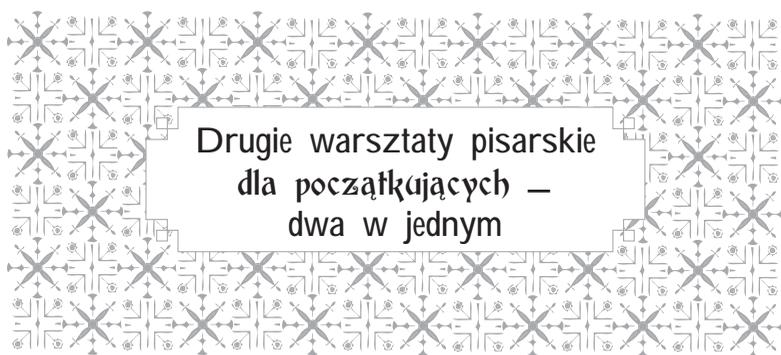 Drugie warsztaty pisarskie
dla początkujących –
dwa w jednym